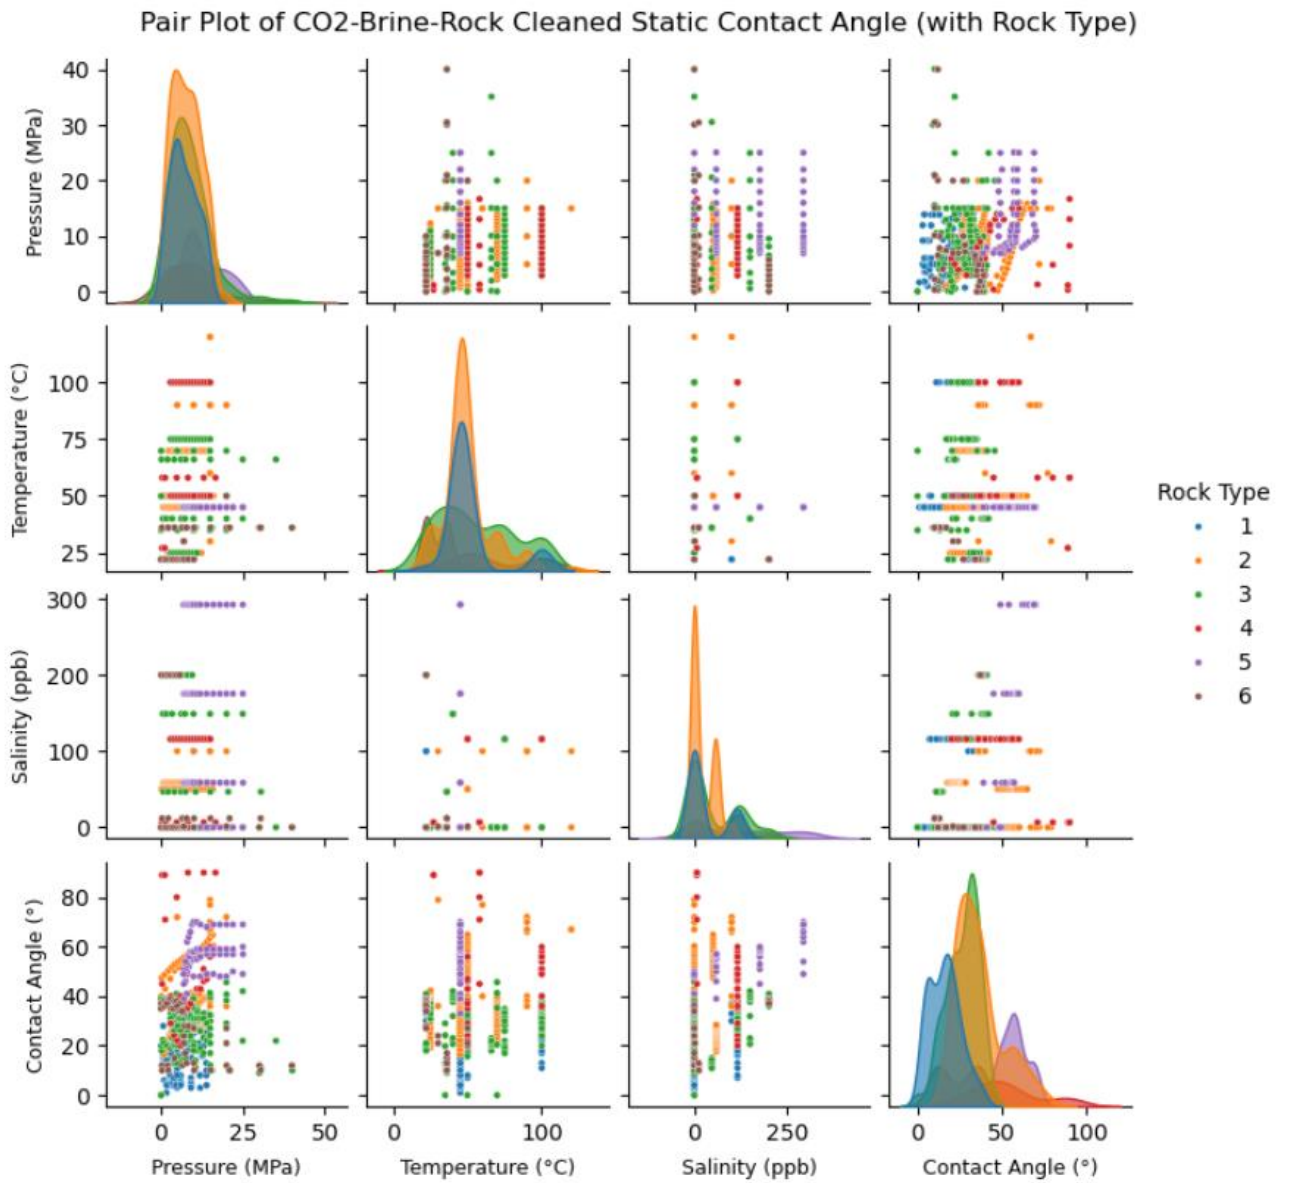 Pair Plot of CO2-Brine-Rock Cleaned Static Contact Angle (with Rock Type)
Pressure (MPa)
40
30
20
10
0
Temperature (°C)
100
75
50
25
Salinity (ppb)
300
200
100
0
Contact Angle (°)
80
60
40
20
0
0 25 50
0 100
0 250
0 50 100
Pressure (MPa)
Temperature (°C)
Salinity (ppb)
Contact Angle (°)
Rock Type
1
2
3
4
5
6